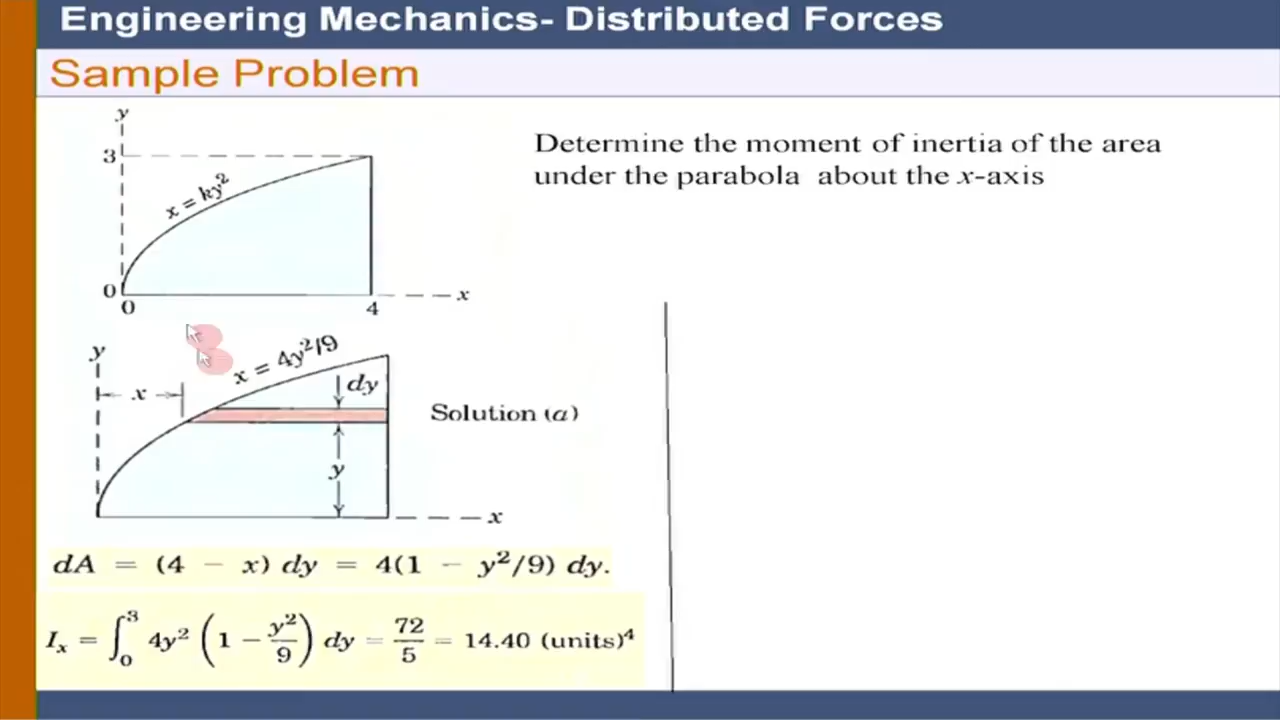 Engineering Mechanics- Distributed Forces
Sample Problem
Determine the moment of inertia of the area
under the parabola about the x-axis
y
3
x = ky²
0
0
4
x
y
x
x = 4y²/9
dy
y
x
Solution (a)
dA = (4 − x) dy = 4(1 − y²/9) dy.
Iₓ = ∫₀³ 4y² (1 − y²/9) dy = 72/5 = 14.40 (units)⁴